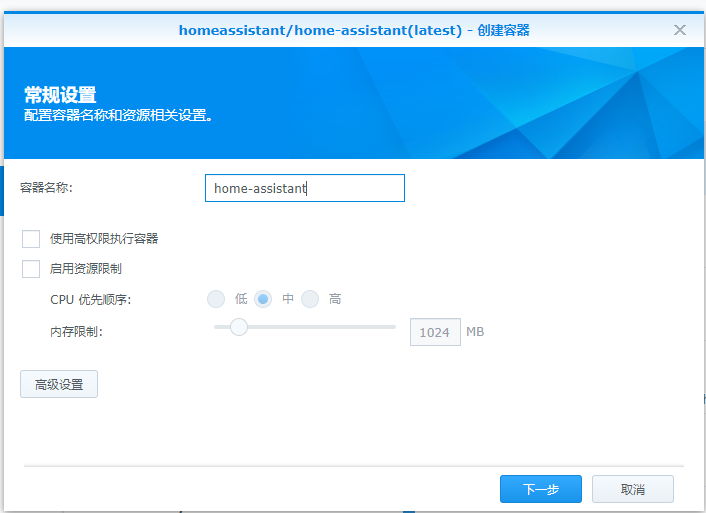 homeassistant/home-assistant(latest) - 创建容器
常规设置
配置容器名称和资源相关设置。
容器名称:
home-assistant
使用高权限执行容器
启用资源限制
CPU 优先顺序:
低
中
高
内存限制:
1024
MB
高级设置
下一步
取消